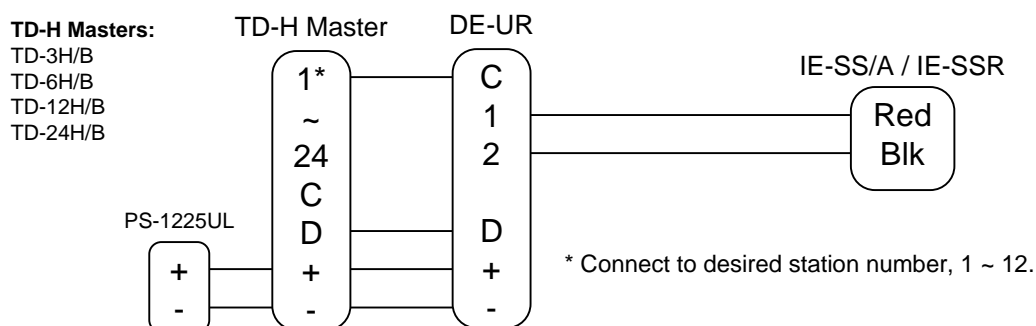 TD-H Masters:
TD-3H/B
TD-6H/B
TD-12H/B
TD-24H/B
TD-H Master
1*
~
24
C
D
+
-
DE-UR
C
1
2
D
+
-
IE-SS/A / IE-SSR
Red
Blk
PS-1225UL
+
-
* Connect to desired station number, 1 ~ 12.